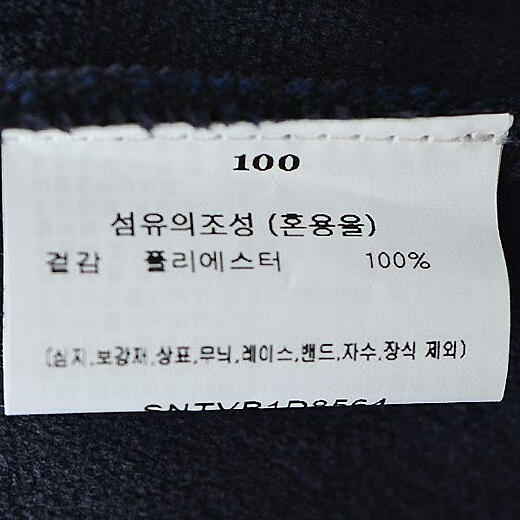 100
섬유의조성 (혼용율)
겉감 폴리에스터 100%
(심지,보강재,상표,무늬,레이스,밴드,자수,장식 제외)